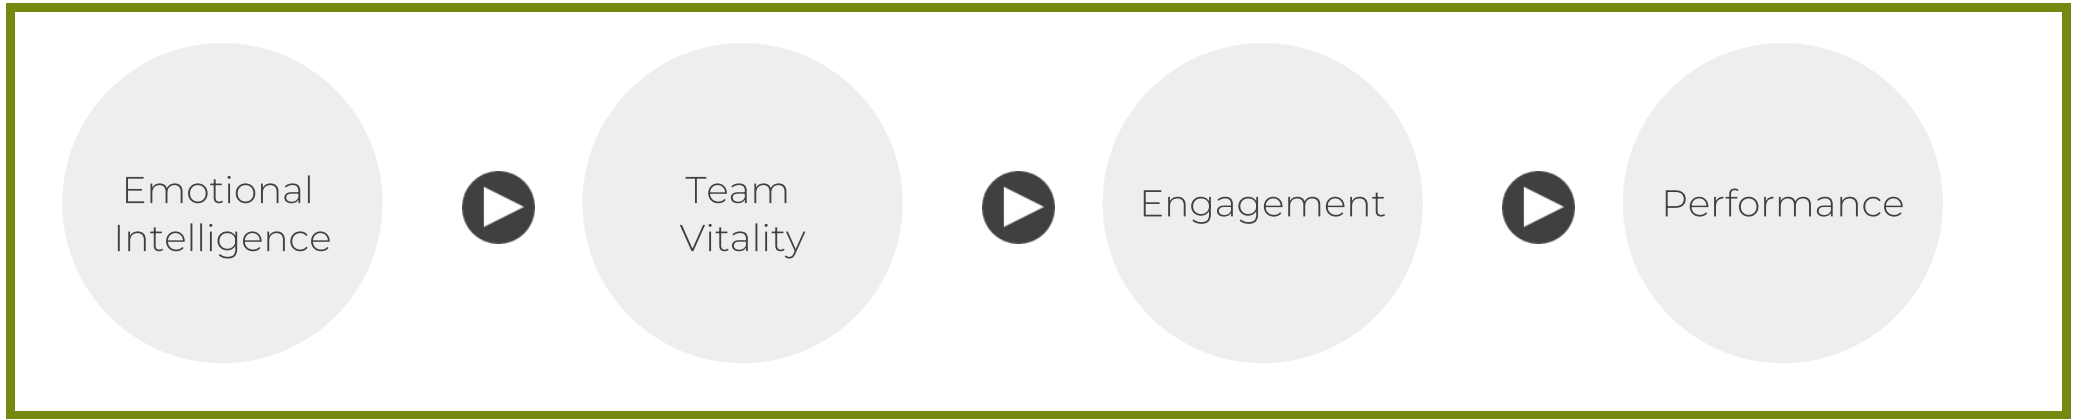 Emotional
Intelligence
Team
Vitality
Engagement
Performance